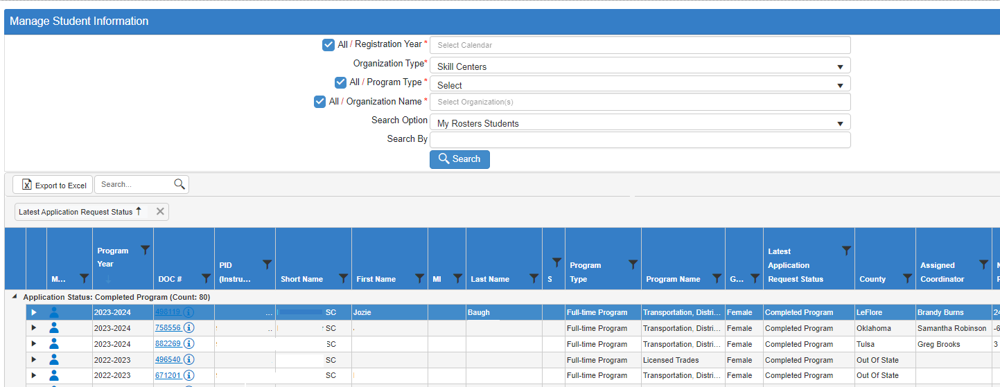 Manage Student Information
All / Registration Year * Select Calendar
Organization Type* Skill Centers
All / Program Type * Select
All / Organization Name * Select Organization(s)
Search Option My Rosters Students
Search By
Search
Export to Excel Search...
Latest Application Request Status ↑ ✕
Program Latest
Year PID Program Application Assigned
M... DOC # (Instru... Short Name First Name MI Last Name S Type Program Name G... Request Status County Coordinator
Application Status: Completed Program (Count: 80)
2023-2024 498119 ... SC Jozie Baugh Full-time Program Transportation, Distri... Female Completed Program LeFlore Brandy Burns 24
2023-2024 758556 ... SC Full-time Program Transportation, Distri... Female Completed Program Oklahoma Samantha Robinson -6
2023-2024 882269 SC Full-time Program Transportation, Distri... Female Completed Program Tulsa Greg Brooks 3
2022-2023 496540 SC Full-time Program Licensed Trades Female Completed Program Out Of State
2022-2023 671201 SC Full-time Program Transportation, Distri... Female Completed Program Out Of State